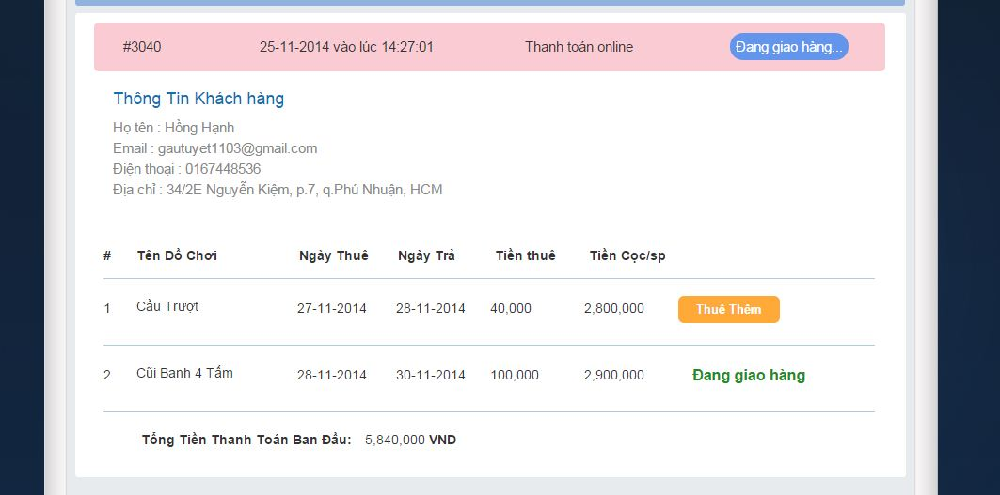 #3040 25-11-2014 vào lúc 14:27:01 Thanh toán online Đang giao hàng...
Thông Tin Khách hàng
Họ tên : Hồng Hạnh
Email : gautuyet1103@gmail.com
Điện thoại : 0167448536
Địa chỉ : 34/2E Nguyễn Kiệm, p.7, q.Phú Nhuận, HCM
# Tên Đồ Chơi Ngày Thuê Ngày Trả Tiền thuê Tiền Cọc/sp
1 Cầu Trượt 27-11-2014 28-11-2014 40,000 2,800,000 Thuê Thêm
2 Cũi Banh 4 Tấm 28-11-2014 30-11-2014 100,000 2,900,000 Đang giao hàng
Tổng Tiền Thanh Toán Ban Đầu: 5,840,000 VND